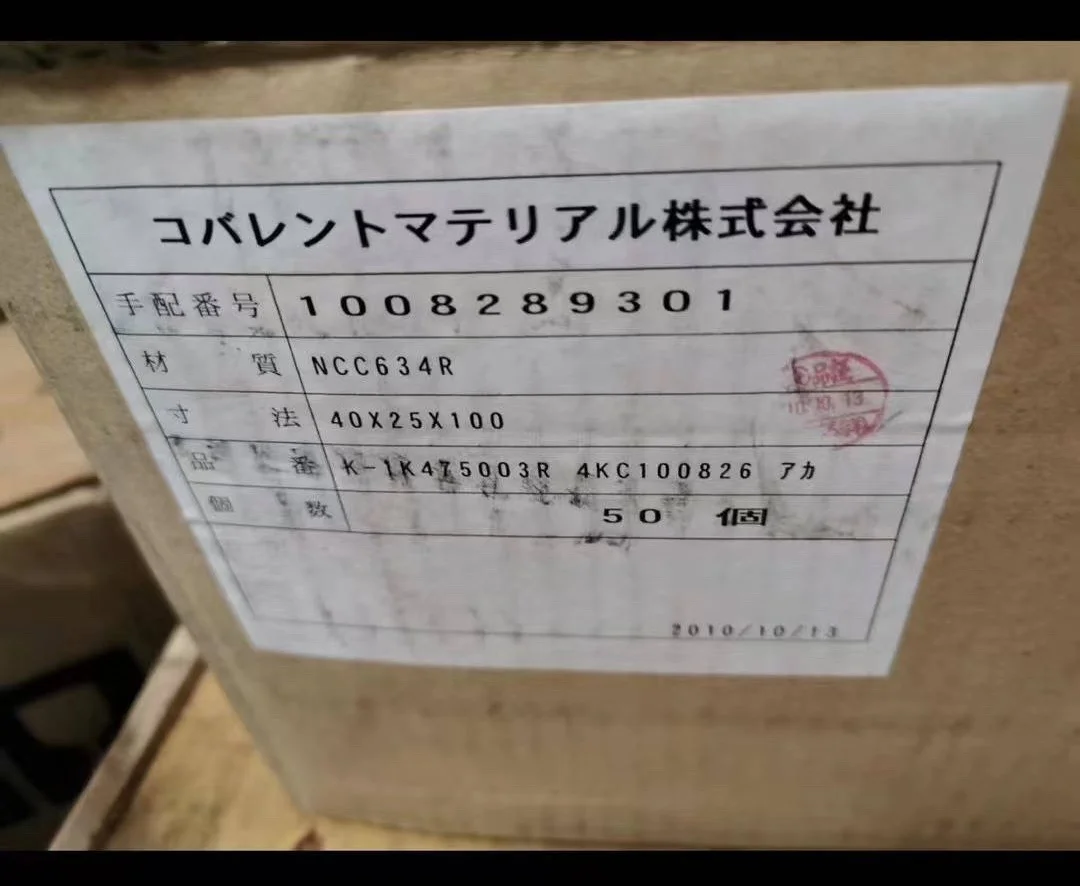 コバレントマテリアル株式会社
手配番号 1008289301
材質 NCC634R
寸法 40X25X100
品番 K-1K475003R 4KC100826 アカ
個数 50 個
2010/10/13